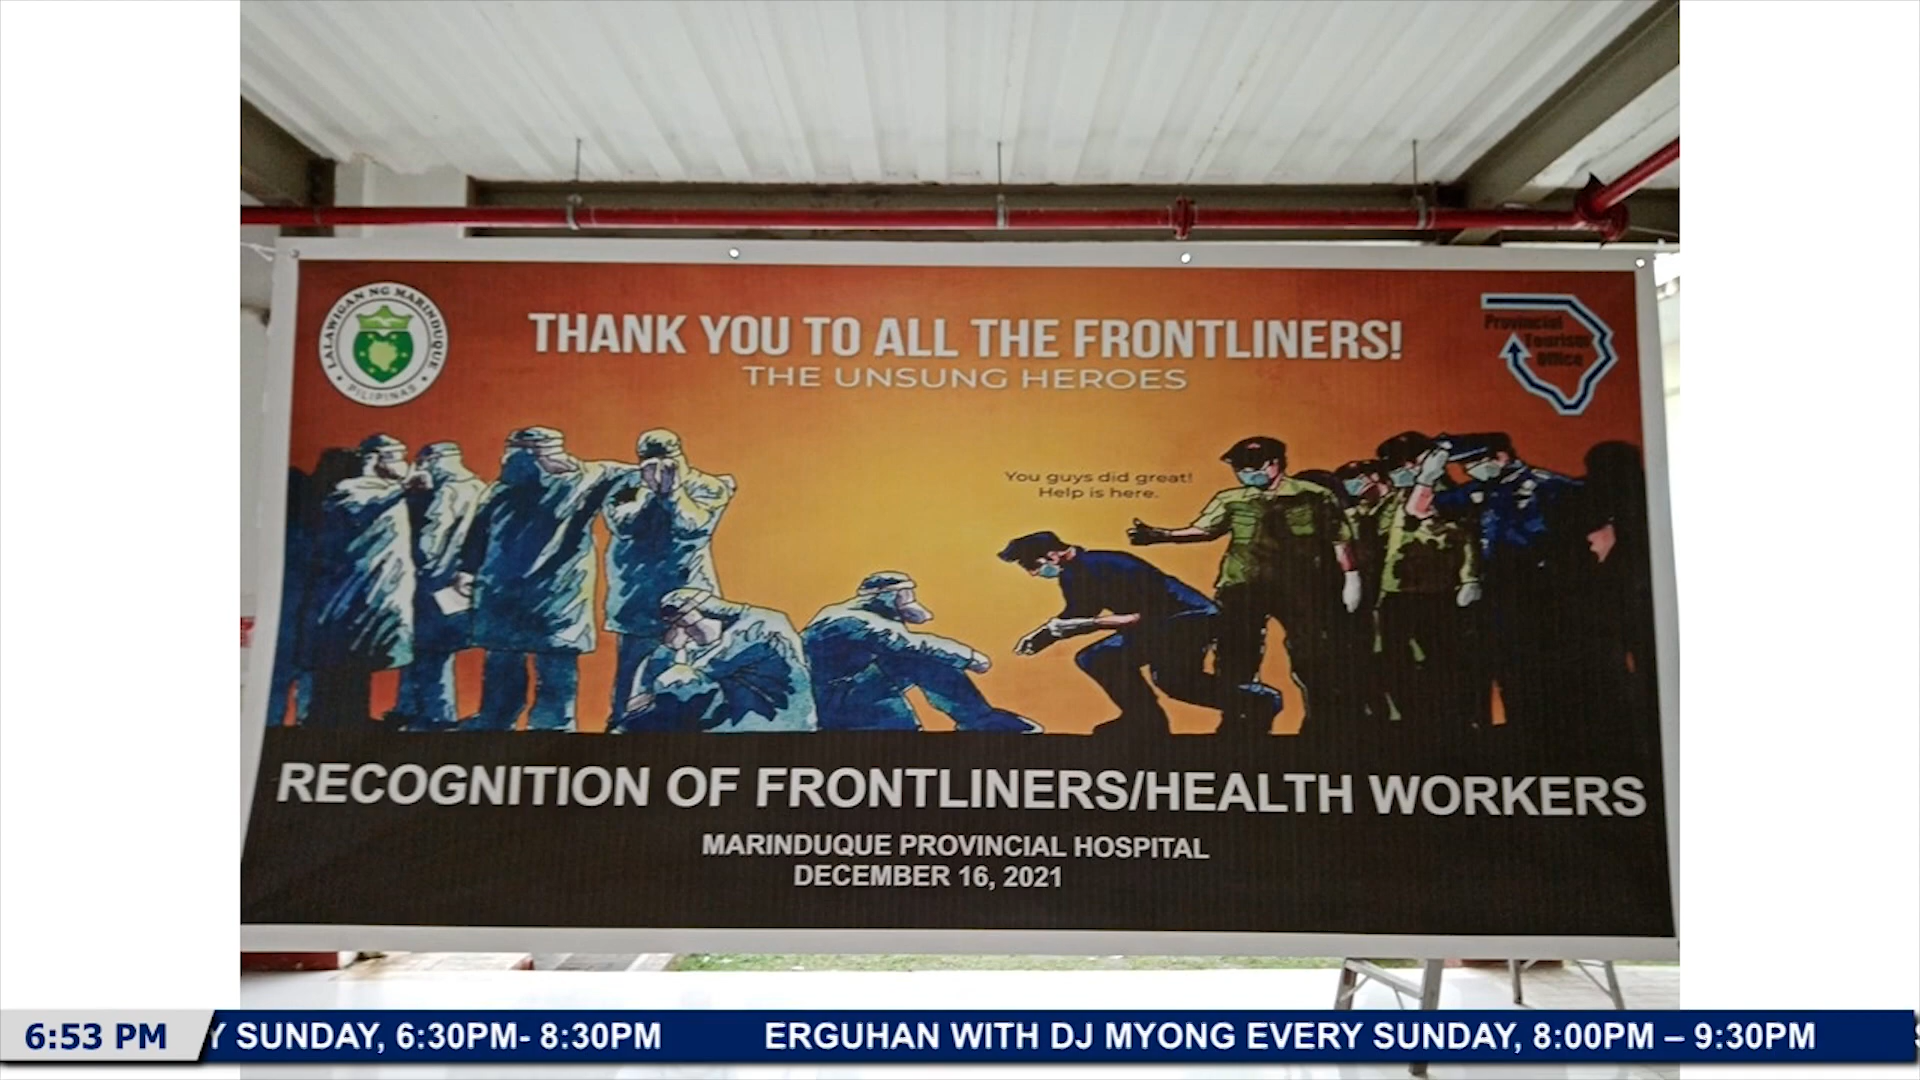 LALAWIGAN NG MARINDUQUE
PILIPINAS
THANK YOU TO ALL THE FRONTLINERS!
THE UNSUNG HEROES
Provincial
Tourism
Office
You guys did great!
Help is here.
RECOGNITION OF FRONTLINERS/HEALTH WORKERS
MARINDUQUE PROVINCIAL HOSPITAL
DECEMBER 16, 2021
6:53 PM
Y SUNDAY, 6:30PM- 8:30PM ERGUHAN WITH DJ MYONG EVERY SUNDAY, 8:00PM – 9:30PM